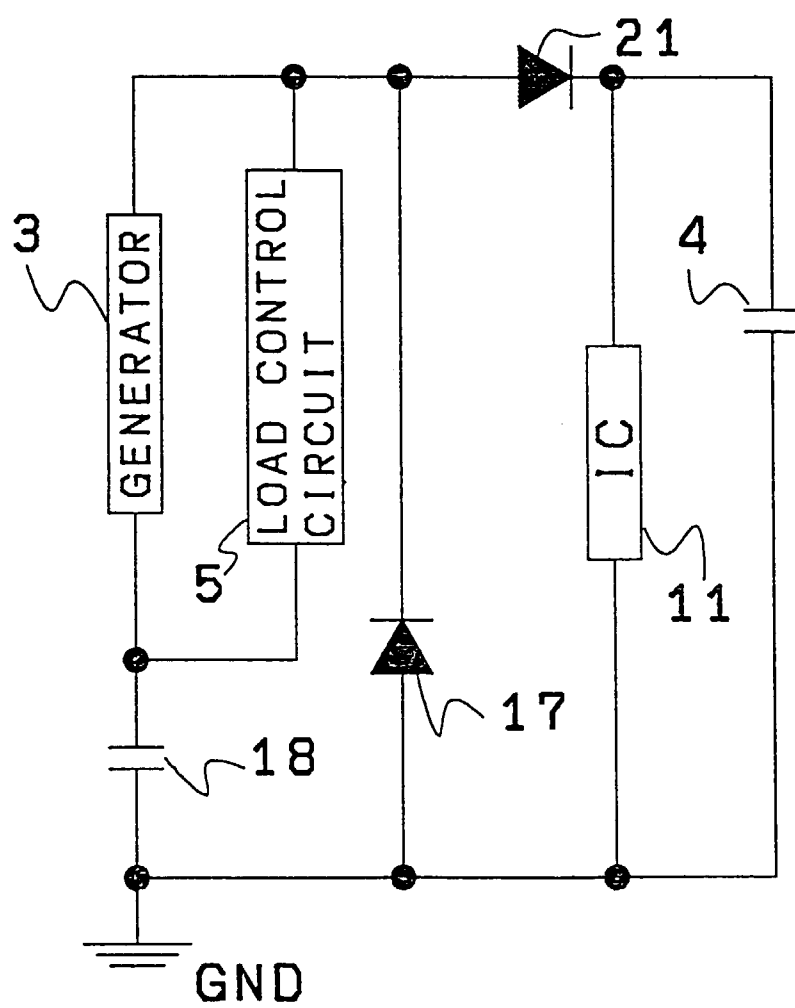 21
3
GENERATOR
LOAD CONTROL
CIRCUIT
4
IC
5
11
17
18
GND